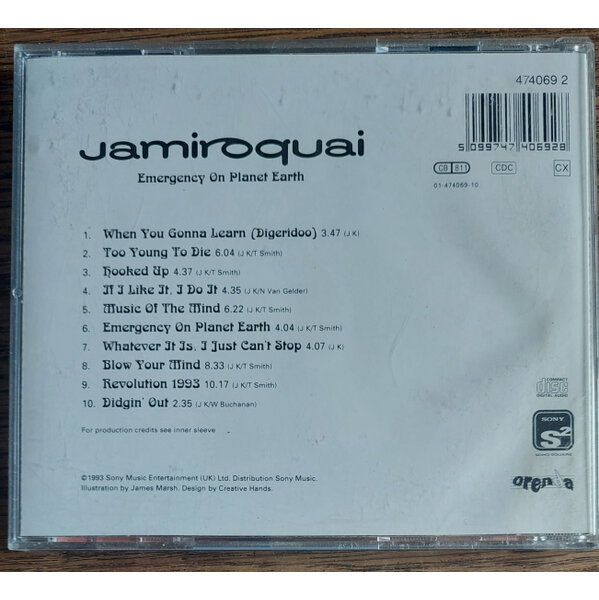 474069 2
5 099747 406928
CB 811
CDC
CX
01-474069-10
Jamiroquai
Emergency On Planet Earth
1. When You Gonna Learn (Digeridoo) 3.47 (J K)
2. Too Young To Die 6.04 (J K/T Smith)
3. Hooked Up 4.37 (J K/T Smith)
4. If I Like It, I Do It 4.35 (J K/N Van Gelder)
5. Music Of The Mind 6.22 (J K/T Smith)
6. Emergency On Planet Earth 4.04 (J K/T Smith)
7. Whatever It Is, I Just Can't Stop 4.07 (J K)
8. Blow Your Mind 8.33 (J K/T Smith)
9. Revolution 1993 10.17 (J K/T Smith)
10. Didgin' Out 2.35 (J K/W Buchanan)
For production credits see inner sleeve
COMPACT
disc
DIGITAL AUDIO
SONY
S2
SOHO SQUARE
orenda
©1993 Sony Music Entertainment (UK) Ltd. Distribution Sony Music.
Illustration by James Marsh. Design by Creative Hands.